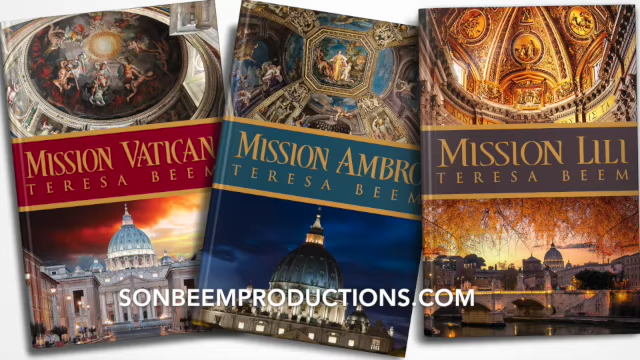 MISSION VATICAN
TERESA BEEM
MISSION AMBRO
TERESA BEEM
MISSION LILI
TERESA BEEM
SONBEEMPRODUCTIONS.COM